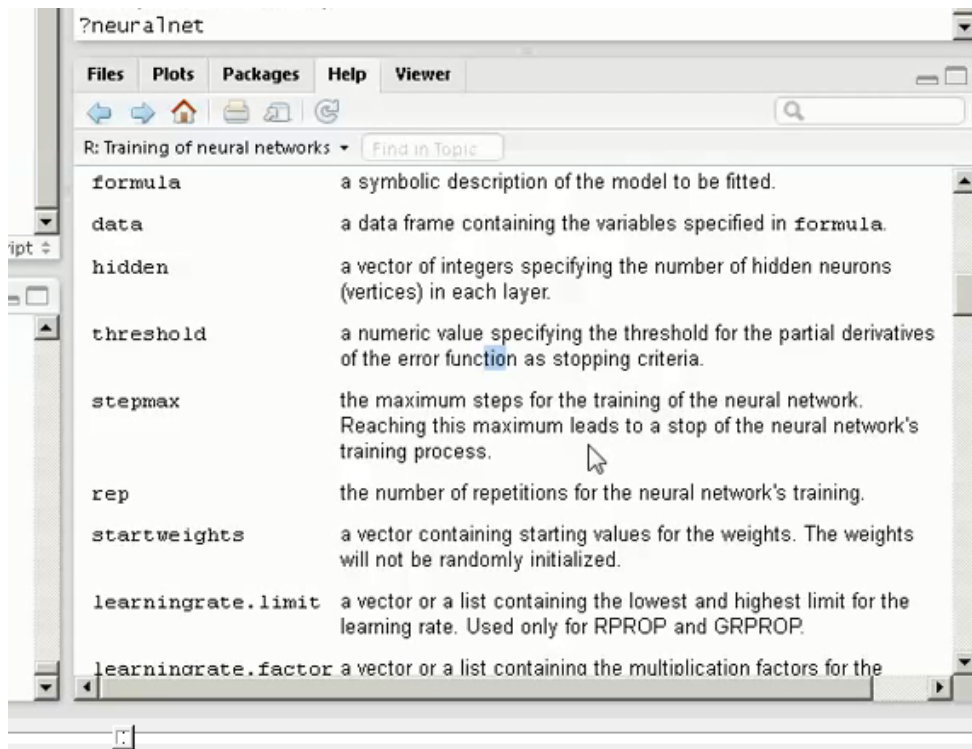 ?neuralnet
Files Plots Packages Help Viewer
R: Training of neural networks Find in Topic
formula a symbolic description of the model to be fitted.
data a data frame containing the variables specified in formula.
ript
hidden a vector of integers specifying the number of hidden neurons
(vertices) in each layer.
threshold a numeric value specifying the threshold for the partial derivatives
of the error function as stopping criteria.
stepmax the maximum steps for the training of the neural network.
Reaching this maximum leads to a stop of the neural network's
training process.
rep the number of repetitions for the neural network's training.
startweights a vector containing starting values for the weights. The weights
will not be randomly initialized.
learningrate.limit a vector or a list containing the lowest and highest limit for the
learning rate. Used only for RPROP and GRPROP.
learningrate.factor a vector or a list containing the multiplication factors for the